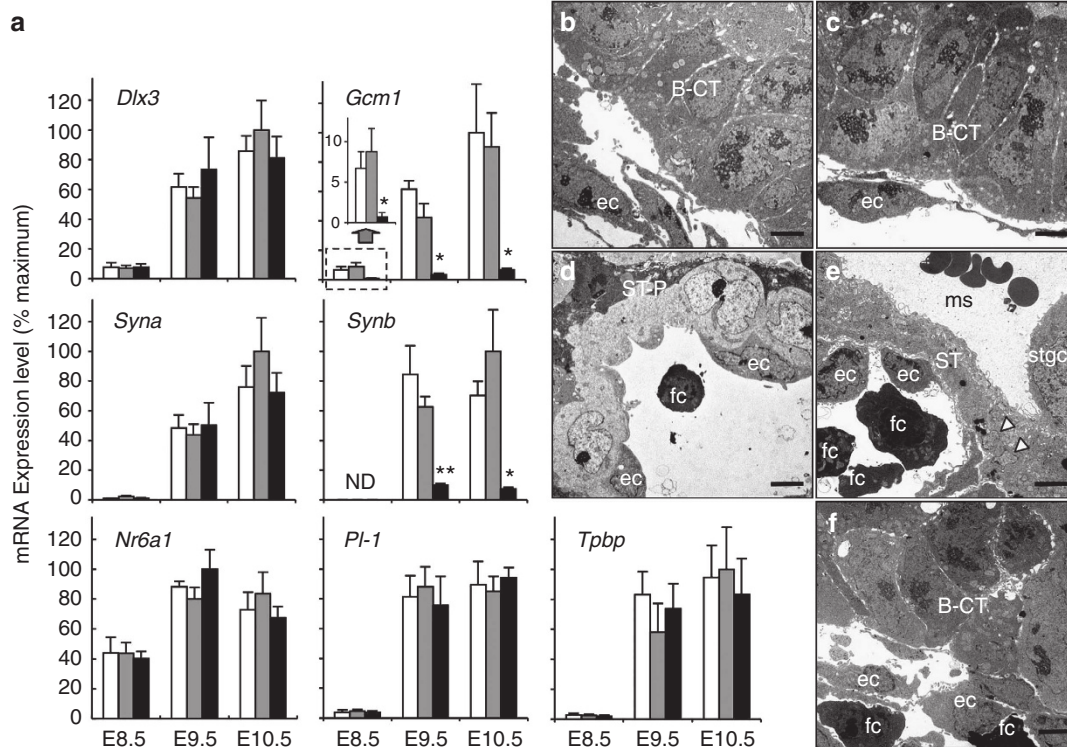 a
mRNA Expression level (% maximum)
Dlx3
120
100
80
60
40
20
0
Gcm1
10
5
0
*
*
*
Syna
120
100
80
60
40
20
0
Synb
ND
**
*
Nr6a1
120
100
80
60
40
20
0
Pl-1
Tpbp
E8.5 E9.5 E10.5
E8.5 E9.5 E10.5
E8.5 E9.5 E10.5
b
B-CT
ec
c
B-CT
ec
d
ST-P
ec
fc
ec
e
ms
ST
stgc
ec
ec
fc
fc
fc
f
B-CT
ec
ec
fc
fc